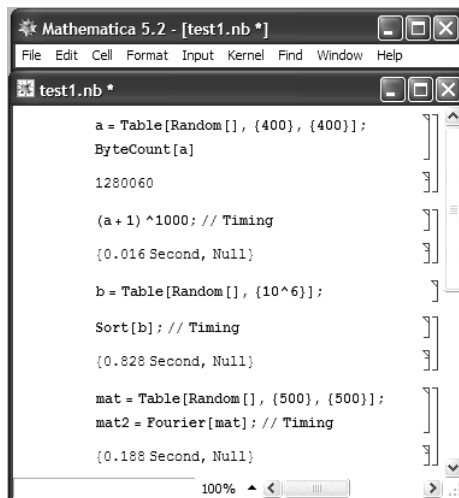 Mathematica 5.2 - [test1.nb *]
File Edit Cell Format Input Kernel Find Window Help
test1.nb *
a = Table[Random[], {400}, {400}];
ByteCount[a]
1280060
(a + 1) ^1000; // Timing
{0.016 Second, Null}
b = Table[Random[], {10^6}];
Sort[b]; // Timing
{0.828 Second, Null}
mat = Table[Random[], {500}, {500}];
mat2 = Fourier[mat]; // Timing
{0.188 Second, Null}
100%